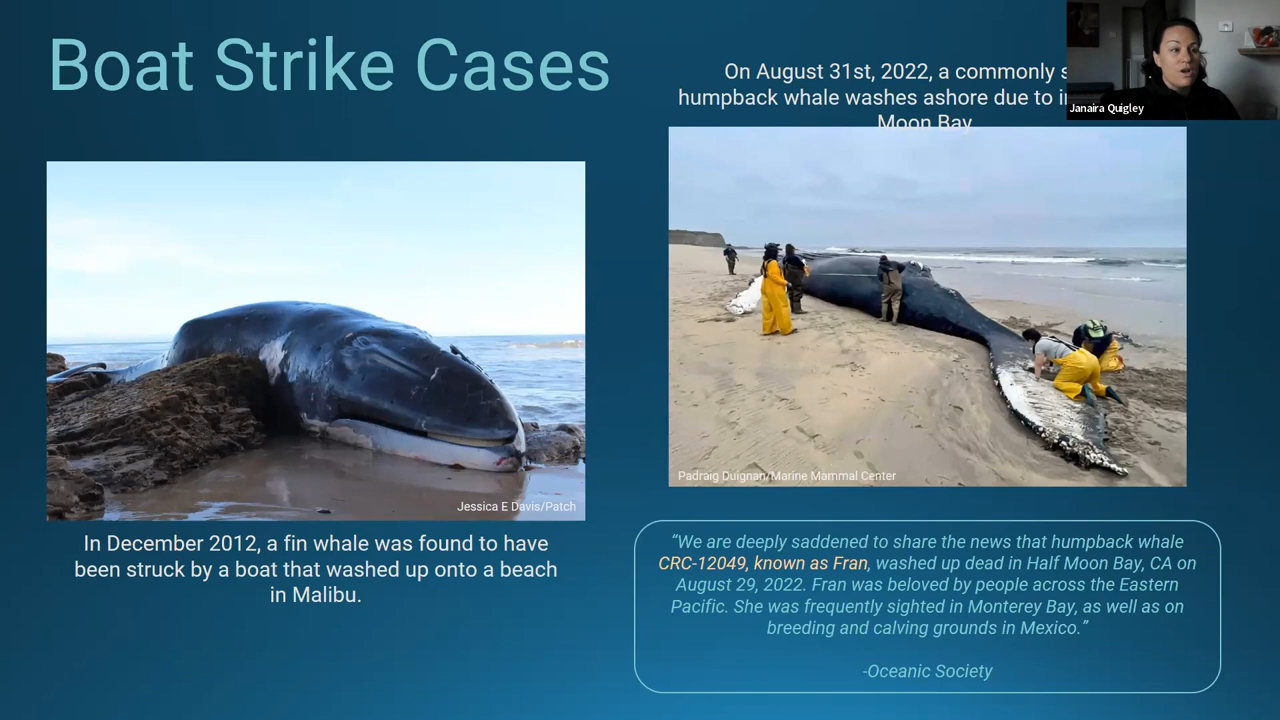 Boat Strike Cases
On August 31st, 2022, a commonly
humpback whale washes ashore due to
Moon Bay
Janaira Quigley
Jessica E Davis/Patch
Padraig Duignan/Marine Mammal Center
In December 2012, a fin whale was found to have
been struck by a boat that washed up onto a beach
in Malibu.
“We are deeply saddened to share the news that humpback whale
CRC-12049, known as Fran, washed up dead in Half Moon Bay, CA on
August 29, 2022. Fran was beloved by people across the Eastern
Pacific. She was frequently sighted in Monterey Bay, as well as on
breeding and calving grounds in Mexico.”
-Oceanic Society